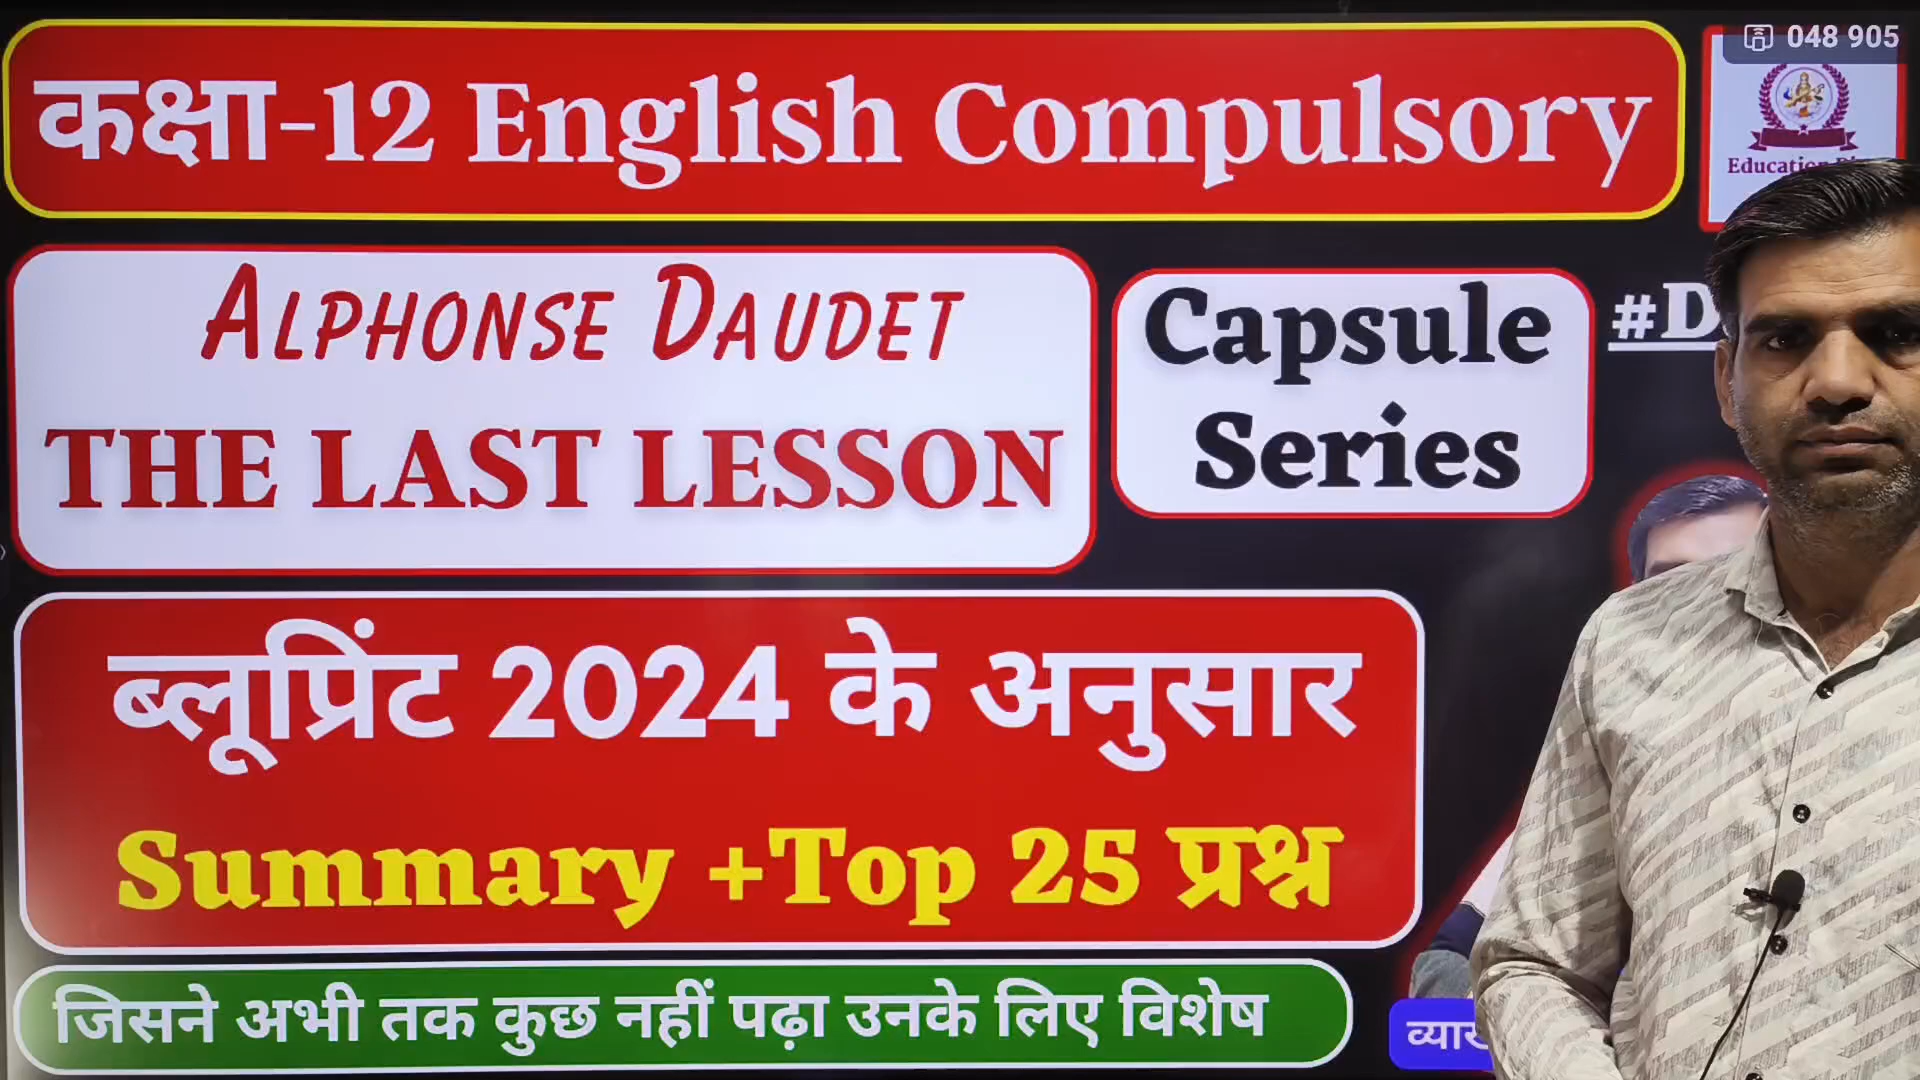 048 905
कक्षा-12 English Compulsory
ALPHONSE DAUDET
THE LAST LESSON
Capsule
Series
ब्लूप्रिंट 2024 के अनुसार
Summary +Top 25 प्रश्न
जिसने अभी तक कुछ नहीं पढ़ा उनके लिए विशेष